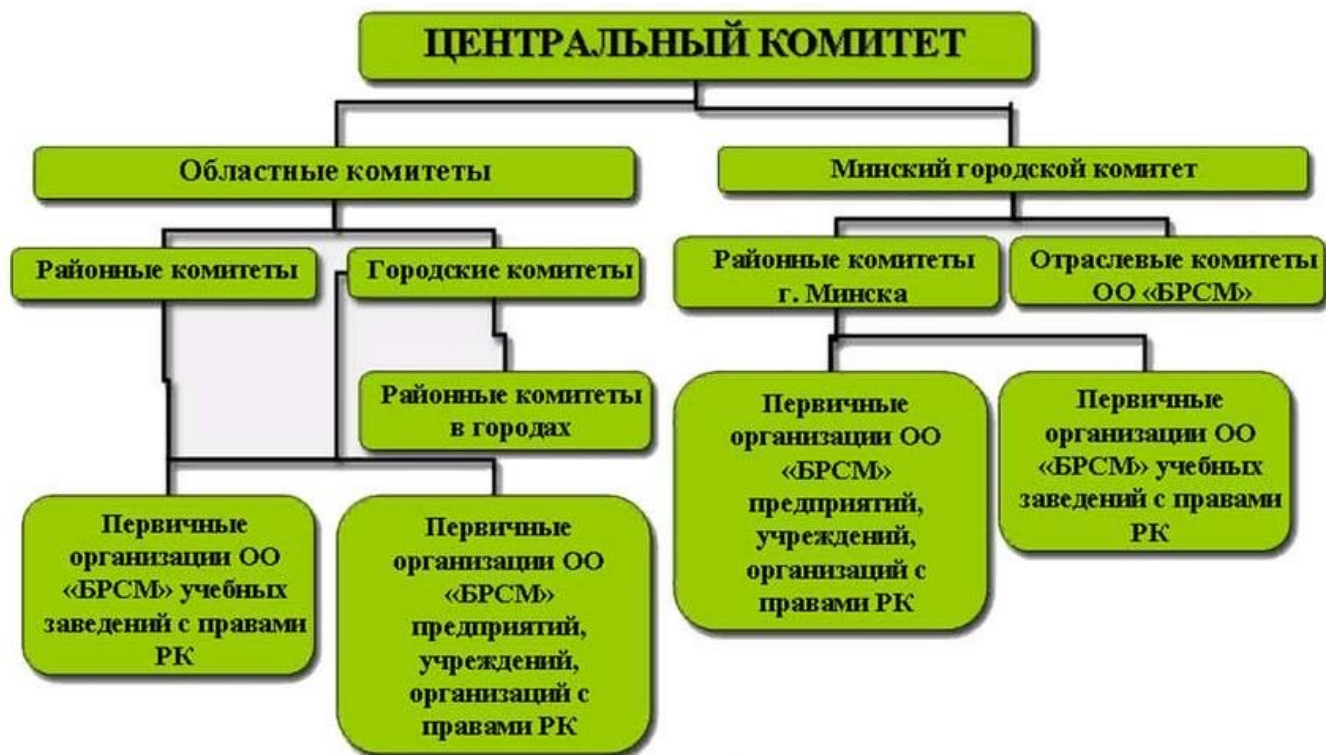 ЦЕНТРАЛЬНЫЙ КОМИТЕТ
Областные комитеты
Минский городской комитет
Районные комитеты
Городские комитеты
Районные комитеты
г. Минска
Отраслевые комитеты
ОО «БРСМ»
Районные комитеты
в городах
Первичные
организации ОО
«БРСМ»
предприятий,
учреждений,
организаций с
правами РК
Первичные
организации ОО
«БРСМ» учебных
заведений с правами
РК
Первичные
организации ОО
«БРСМ» учебных
заведений с правами
РК
Первичные
организации ОО
«БРСМ»
предприятий,
учреждений,
организаций с
правами РК